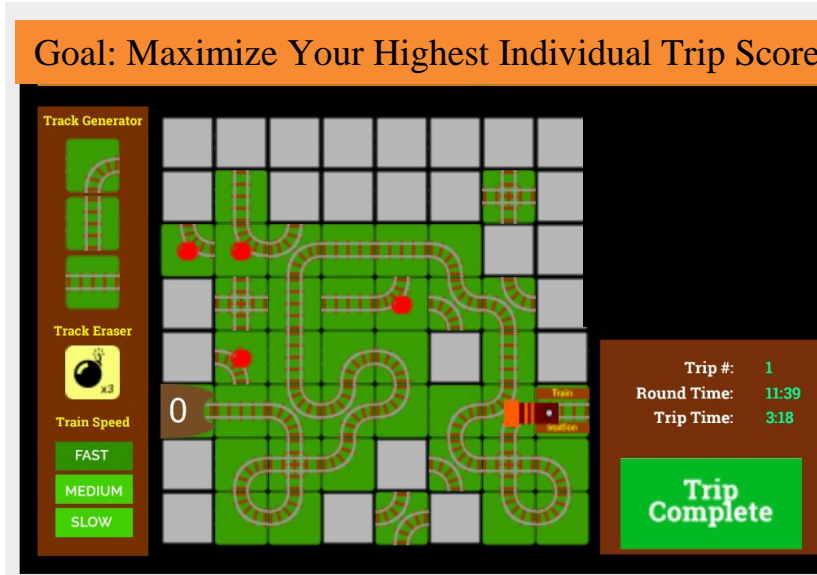 Goal: Maximize Your Highest Individual Trip Score
Track Generator
Track Eraser
x3
Train Speed
FAST
MEDIUM
SLOW
0
Train
Station
Trip #: 1
Round Time: 11:39
Trip Time: 3:18
Trip
Complete